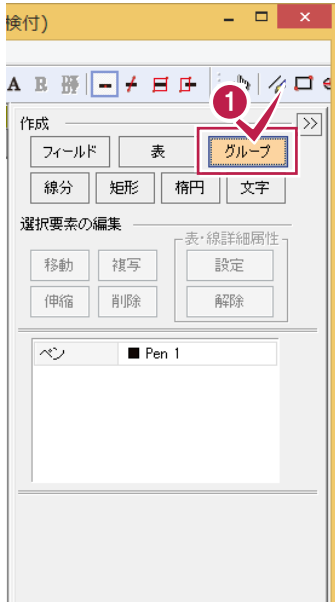 検付)
A R
1
作成
>>
フィールド 表 グループ
線分 矩形 楕円 文字
選択要素の編集
表・線詳細属性
移動 複写 設定
伸縮 削除 解除
ペン Pen 1